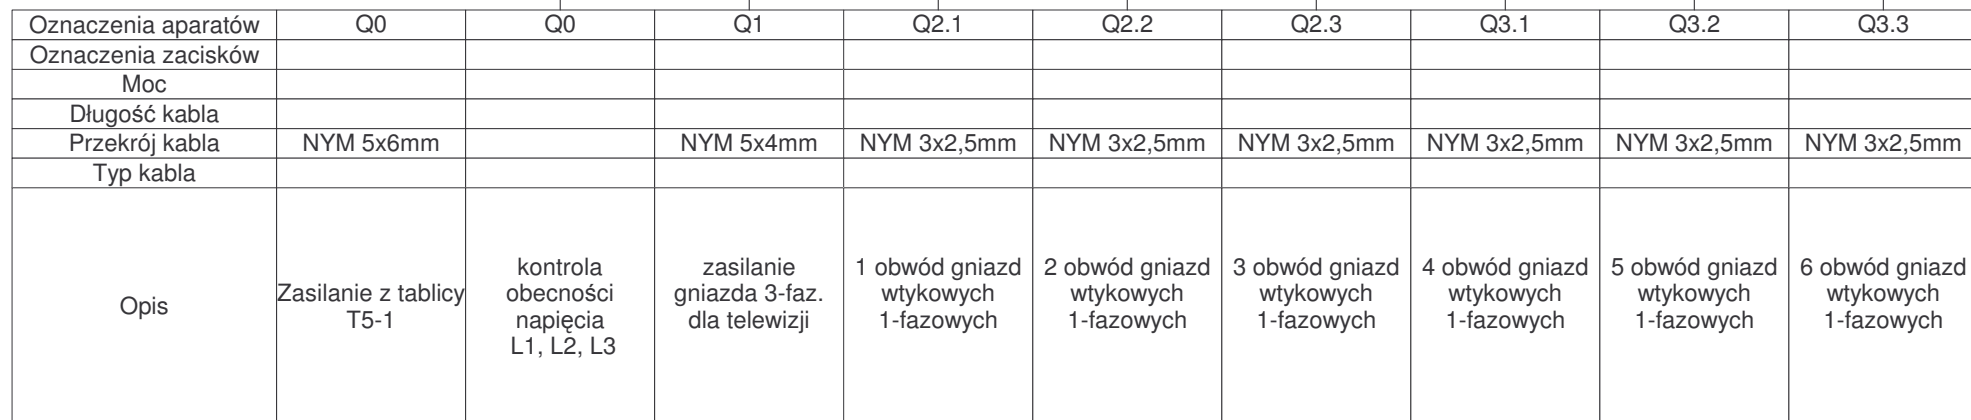 Oznaczenia aparatów Q0 Q0 Q1 Q2.1 Q2.2 Q2.3 Q3.1 Q3.2 Q3.3
Oznaczenia zacisków
Moc
Długość kabla
Przekrój kabla NYM 5x6mm NYM 5x4mm NYM 3x2,5mm NYM 3x2,5mm NYM 3x2,5mm NYM 3x2,5mm NYM 3x2,5mm NYM 3x2,5mm
Typ kabla
Opis
Zasilanie z tablicy
T5-1
kontrola
obecności
napięcia
L1, L2, L3
zasilanie
gniazda 3-faz.
dla telewizji
1 obwód gniazd
wtykowych
1-fazowych
2 obwód gniazd
wtykowych
1-fazowych
3 obwód gniazd
wtykowych
1-fazowych
4 obwód gniazd
wtykowych
1-fazowych
5 obwód gniazd
wtykowych
1-fazowych
6 obwód gniazd
wtykowych
1-fazowych